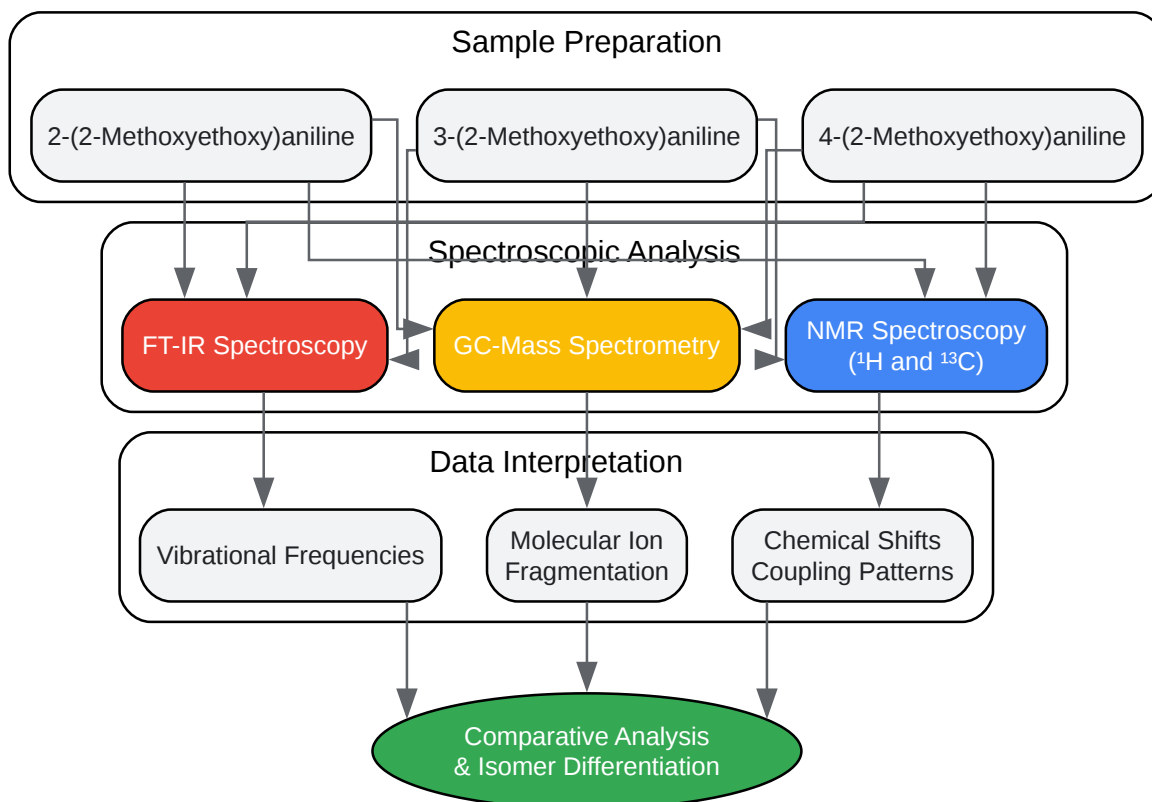 Sample Preparation
2-(2-Methoxyethoxy)aniline
3-(2-Methoxyethoxy)aniline
4-(2-Methoxyethoxy)aniline
Spectroscopic Analysis
FT-IR Spectroscopy
GC-Mass Spectrometry
NMR Spectroscopy
(¹H and ¹³C)
Data Interpretation
Vibrational Frequencies
Molecular Ion
Fragmentation
Chemical Shifts
Coupling Patterns
Comparative Analysis
& Isomer Differentiation